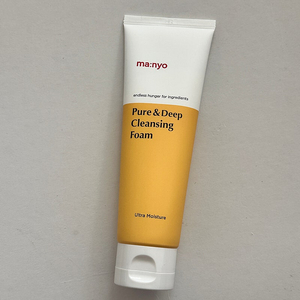 ma:nyo
endless hunger for ingredients
Pure & Deep
Cleansing
Foam
Ultra Moisture